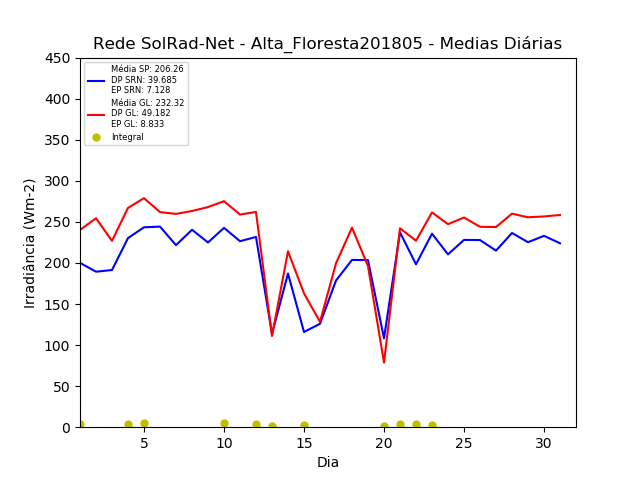 Rede SolRad-Net - Alta_Floresta201805 - Medias Diárias
Média SP: 206.26
DP SRN: 39.685
EP SRN: 7.128
Média GL: 232.32
DP GL: 49.182
EP GL: 8.833
Integral
Irradiância (Wm-2)
450
400
350
300
250
200
150
100
50
0
5 10 15 20 25 30
Dia